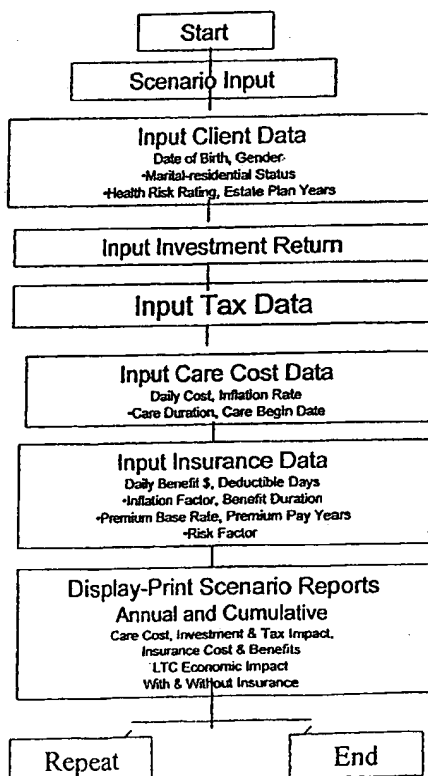 Start
Scenario Input
Input Client Data
Date of Birth, Gender
•Marital-residential Status
•Health Risk Rating, Estate Plan Years
Input Investment Return
Input Tax Data
Input Care Cost Data
Daily Cost, Inflation Rate
•Care Duration, Care Begin Date
Input Insurance Data
Daily Benefit $, Deductible Days
•Inflation Factor, Benefit Duration
•Premium Base Rate, Premium Pay Years
•Risk Factor
Display-Print Scenario Reports
Annual and Cumulative
Care Cost, Investment & Tax Impact,
Insurance Cost & Benefits
LTC Economic Impact
With & Without Insurance
Repeat
End